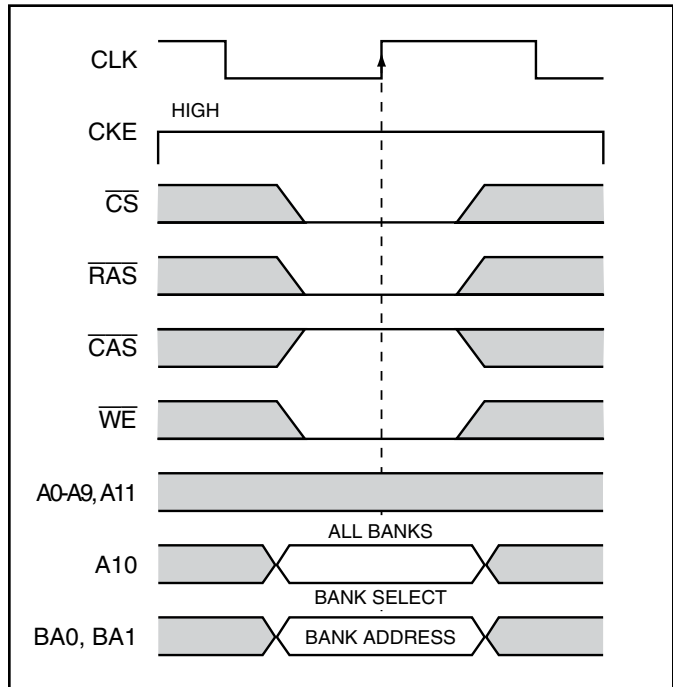 CLK
HIGH
CKE
CS
RAS
CAS
WE
A0-A9, A11
ALL BANKS
A10
BANK SELECT
BA0, BA1
BANK ADDRESS